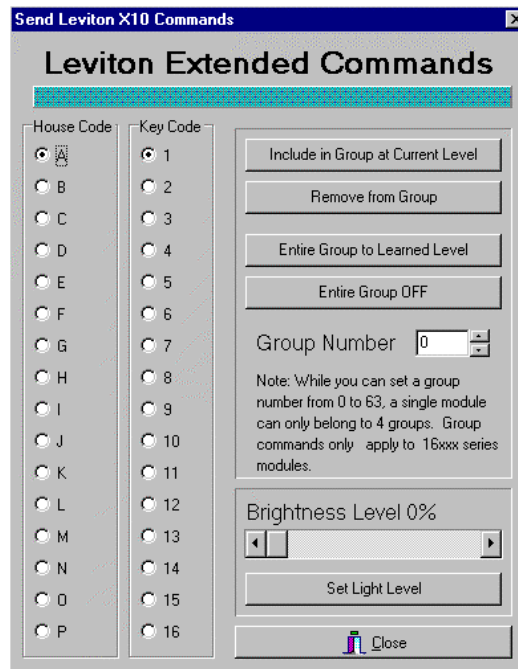 Send Leviton X10 Commands
Leviton Extended Commands
House Code
A
B
C
D
E
F
G
H
I
J
K
L
M
N
O
P
Key Code
1
2
3
4
5
6
7
8
9
10
11
12
13
14
15
16
Include in Group at Current Level
Remove from Group
Entire Group to Learned Level
Entire Group OFF
Group Number 0
Note: While you can set a group
number from 0 to 63, a single module
can only belong to 4 groups. Group
commands only apply to 16xxx series
modules.
Brightness Level 0%
Set Light Level
Close